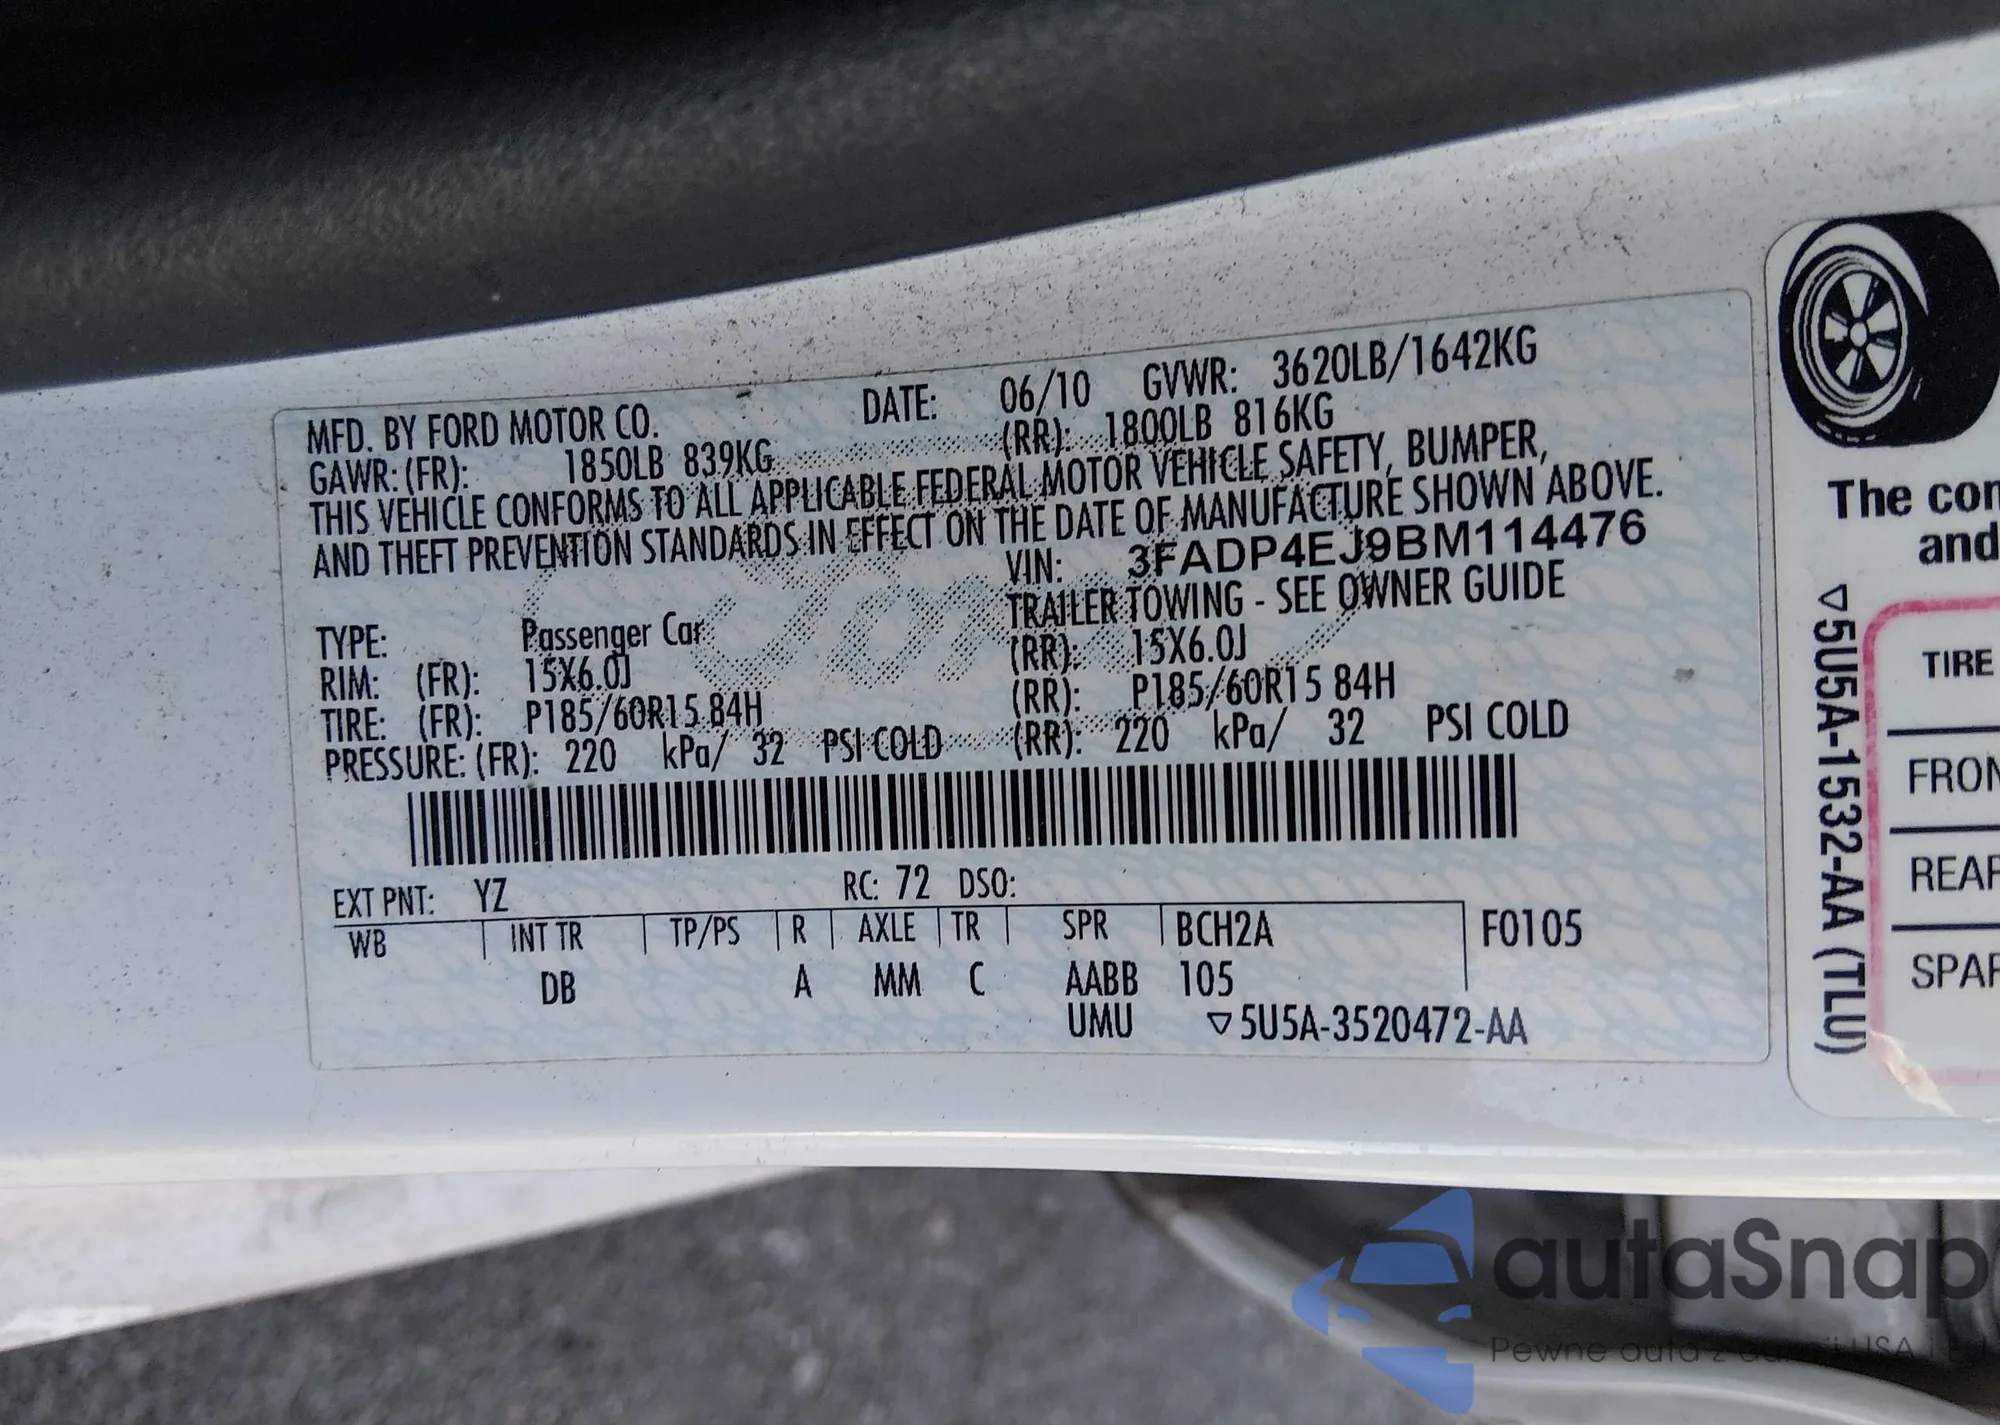 MFD. BY FORD MOTOR CO. DATE: 06/10 GVWR: 3620LB/1642KG
GAWR: (FR): 1850LB 839KG (RR): 1800LB 816KG
THIS VEHICLE CONFORMS TO ALL APPLICABLE FEDERAL MOTOR VEHICLE SAFETY, BUMPER,
AND THEFT PREVENTION STANDARDS IN EFFECT ON THE DATE OF MANUFACTURE SHOWN ABOVE.
VIN: 3FADP4EJ9BM114476
TRAILER TOWING - SEE OWNER GUIDE
TYPE: Passenger Car
RIM: (FR): 15X6.0J (RR): 15X6.0J
TIRE: (FR): P185/60R15 84H (RR): P185/60R15 84H
PRESSURE: (FR): 220 kPa/ 32 PSI COLD (RR): 220 kPa/ 32 PSI COLD
EXT PNT: YZ RC: 72 DSO:
WB INT TR TP/PS R AXLE TR SPR BCH2A F0105
DB A MM C AABB 105
UMU ▽5U5A-3520472-AA
The con
and
▽5U5A-1532-AA (TLU)
TIRE
FRON
REAR
SPAR
autaSnap
Pewne auta z
USA i